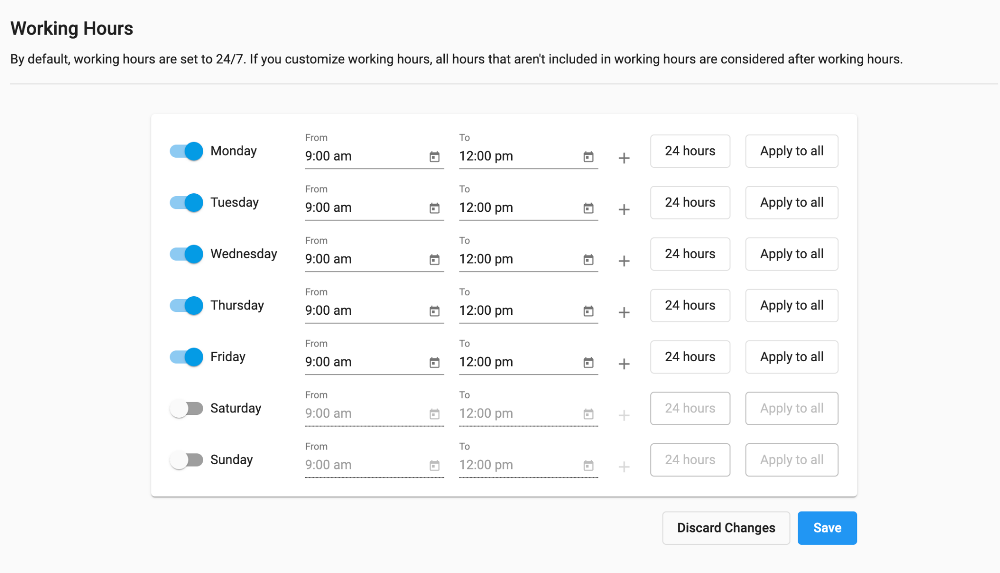 Working Hours
By default, working hours are set to 24/7. If you customize working hours, all hours that aren't included in working hours are considered after working hours.
From To
Monday 9:00 am 12:00 pm + 24 hours Apply to all
From To
Tuesday 9:00 am 12:00 pm + 24 hours Apply to all
From To
Wednesday 9:00 am 12:00 pm + 24 hours Apply to all
From To
Thursday 9:00 am 12:00 pm + 24 hours Apply to all
From To
Friday 9:00 am 12:00 pm + 24 hours Apply to all
From To
Saturday 9:00 am 12:00 pm + 24 hours Apply to all
From To
Sunday 9:00 am 12:00 pm + 24 hours Apply to all
Discard Changes Save